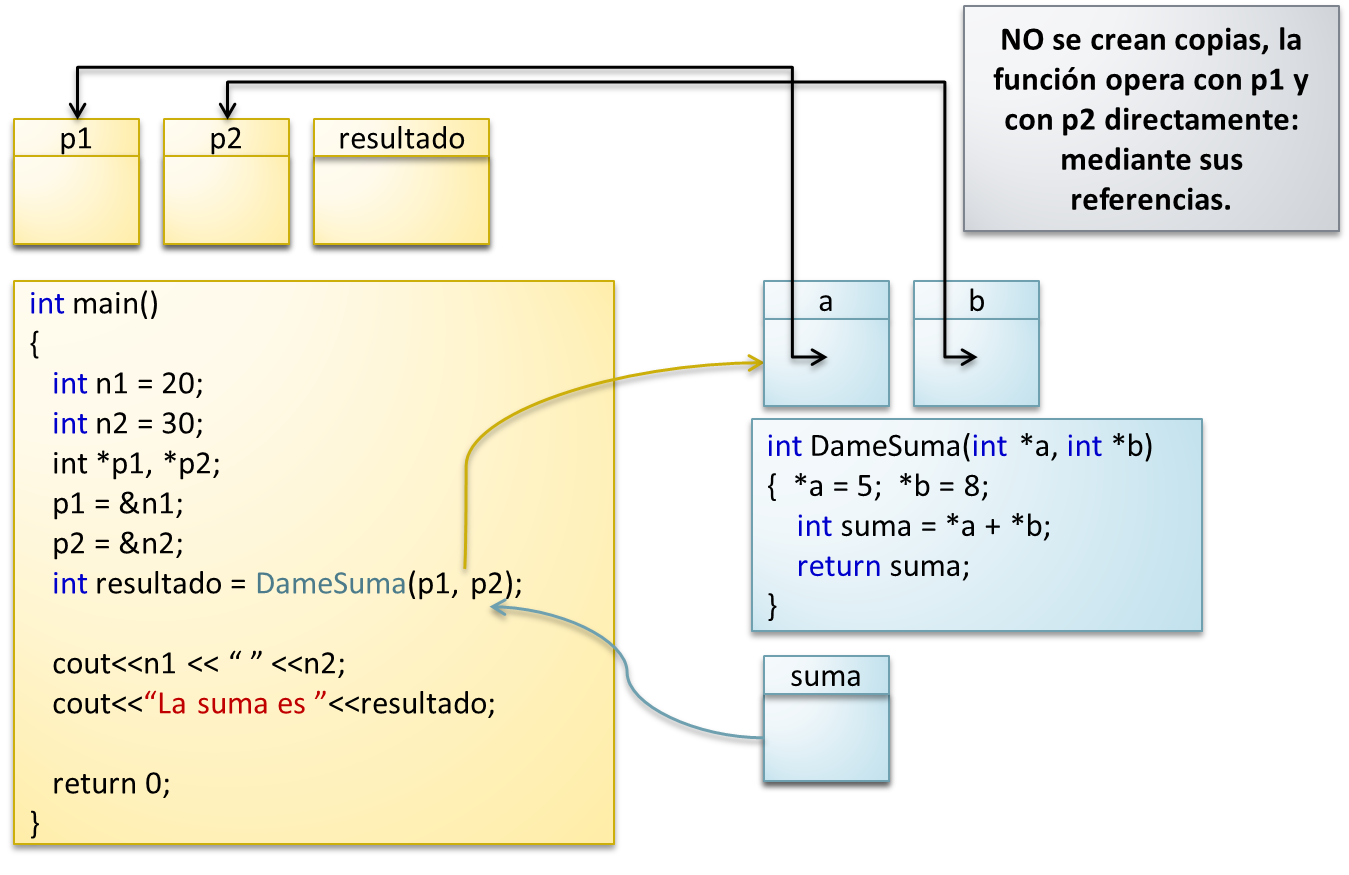 NO se crean copias, la
función opera con p1 y
con p2 directamente:
mediante sus
referencias.
p1
p2
resultado
int main()
{
int n1 = 20;
int n2 = 30;
int *p1, *p2;
p1 = &n1;
p2 = &n2;
int resultado = DameSuma(p1, p2);
cout<<n1 << “ ” <<n2;
cout<<“La suma es ”<<resultado;
return 0;
}
a
b
int DameSuma(int *a, int *b)
{ *a = 5; *b = 8;
int suma = *a + *b;
return suma;
}
suma